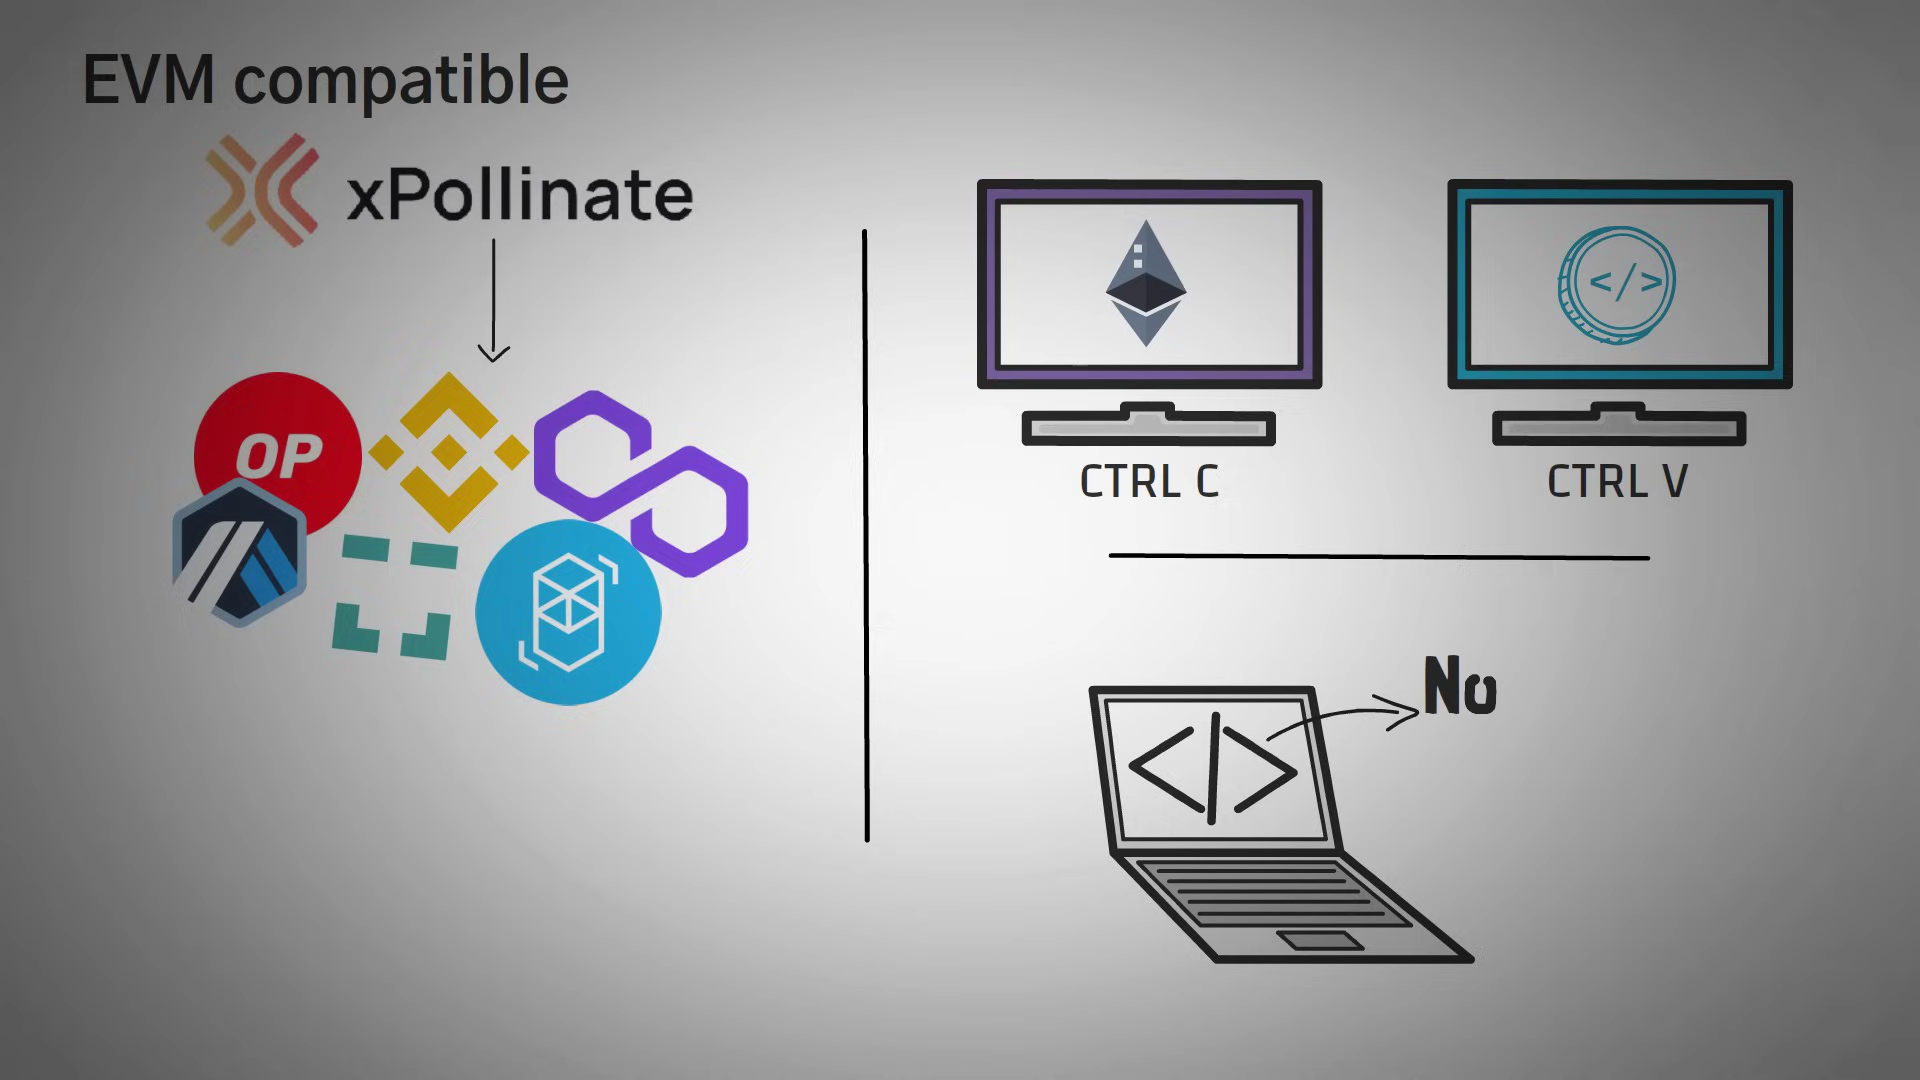 EVM compatible
xPollinate
OP
</>
CTRL C
CTRL V
No
</>